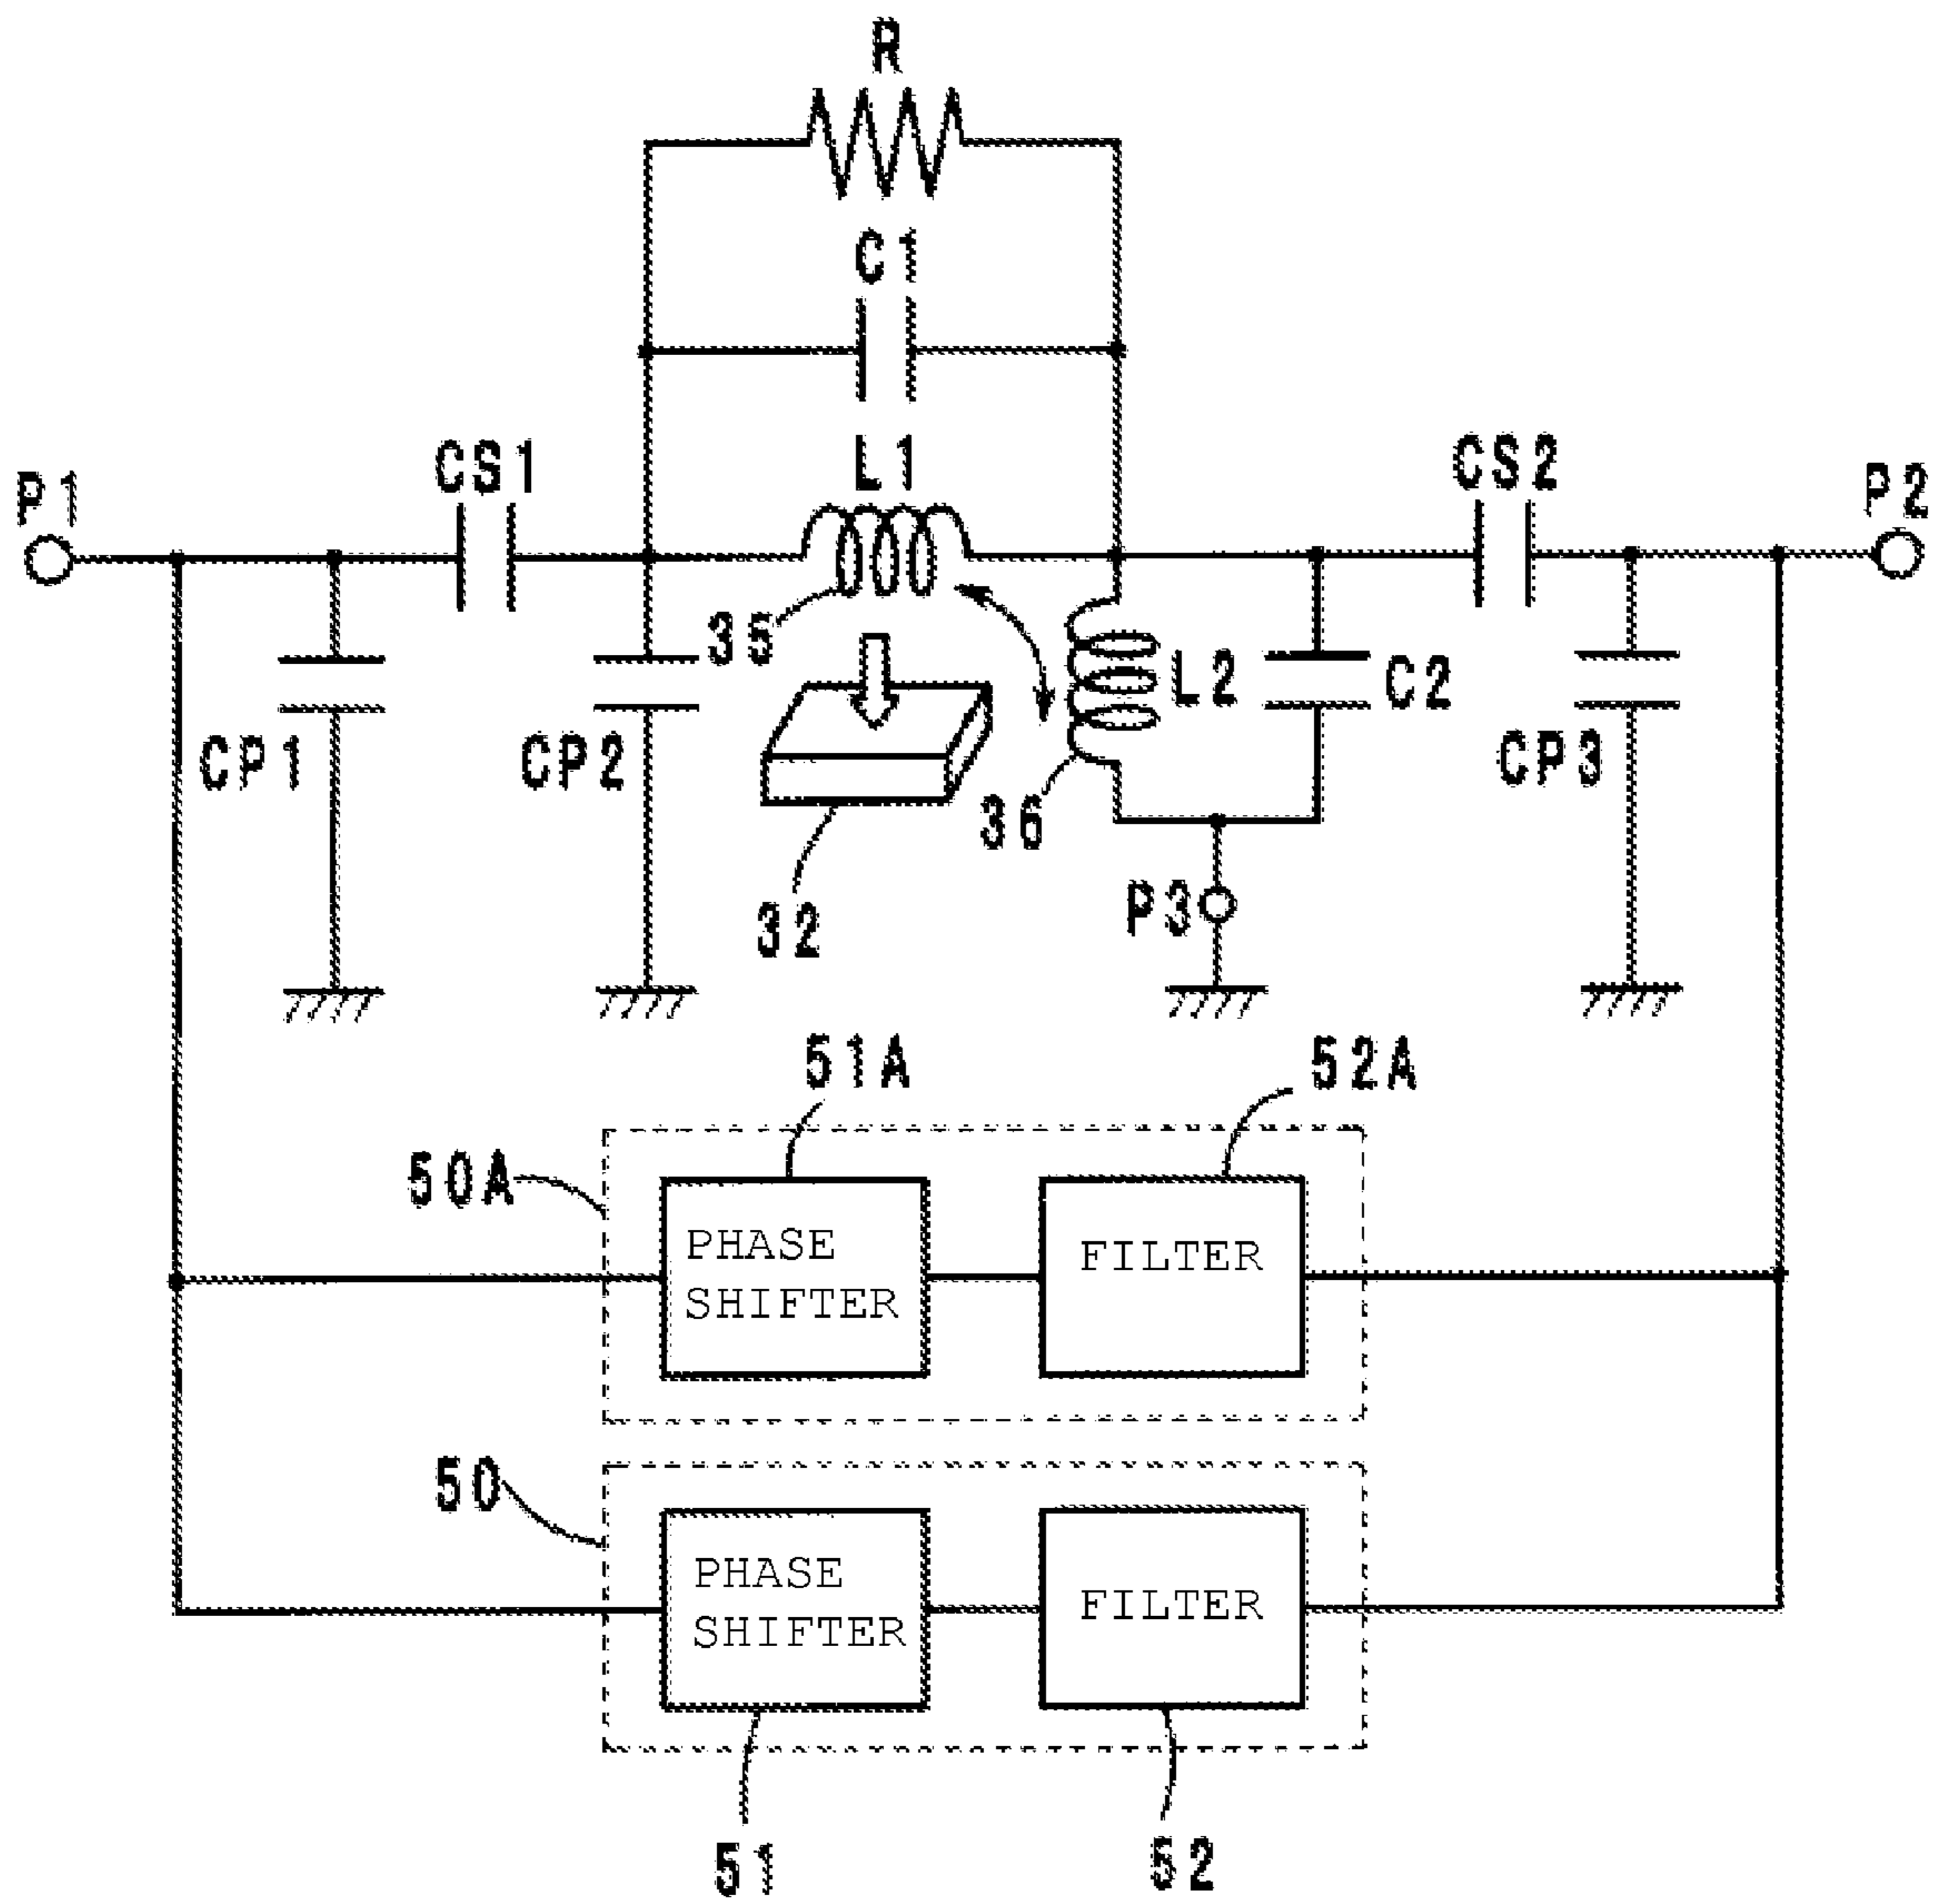 R
C1
L1
CS1
CS2
P1
P2
35
L2
C2
CP1
CP2
CP3
36
P3
32
51A
52A
50A
PHASE
SHIFTER
FILTER
50
PHASE
SHIFTER
FILTER
51
52